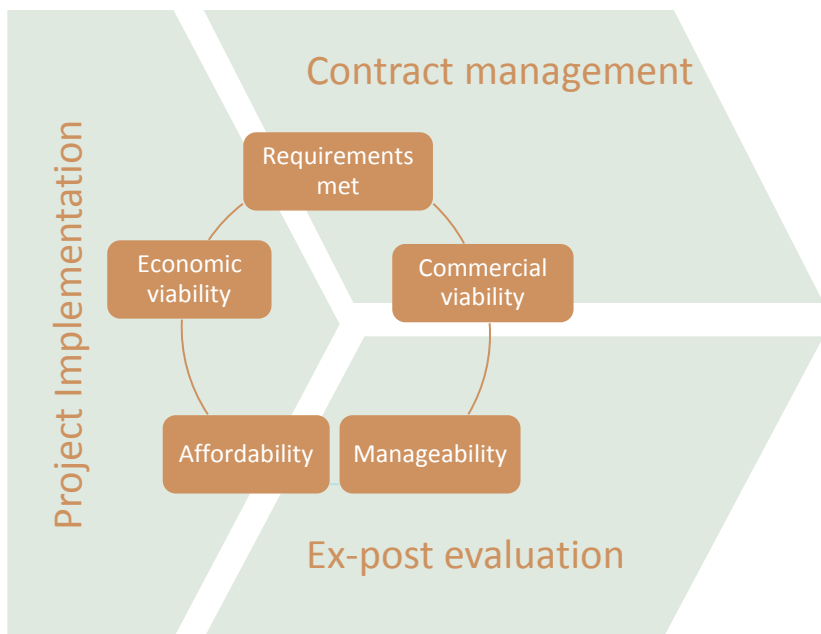 Contract management
Project Implementation
Requirements
met
Economic
viability
Commercial
viability
Affordability
Manageability
Ex-post evaluation